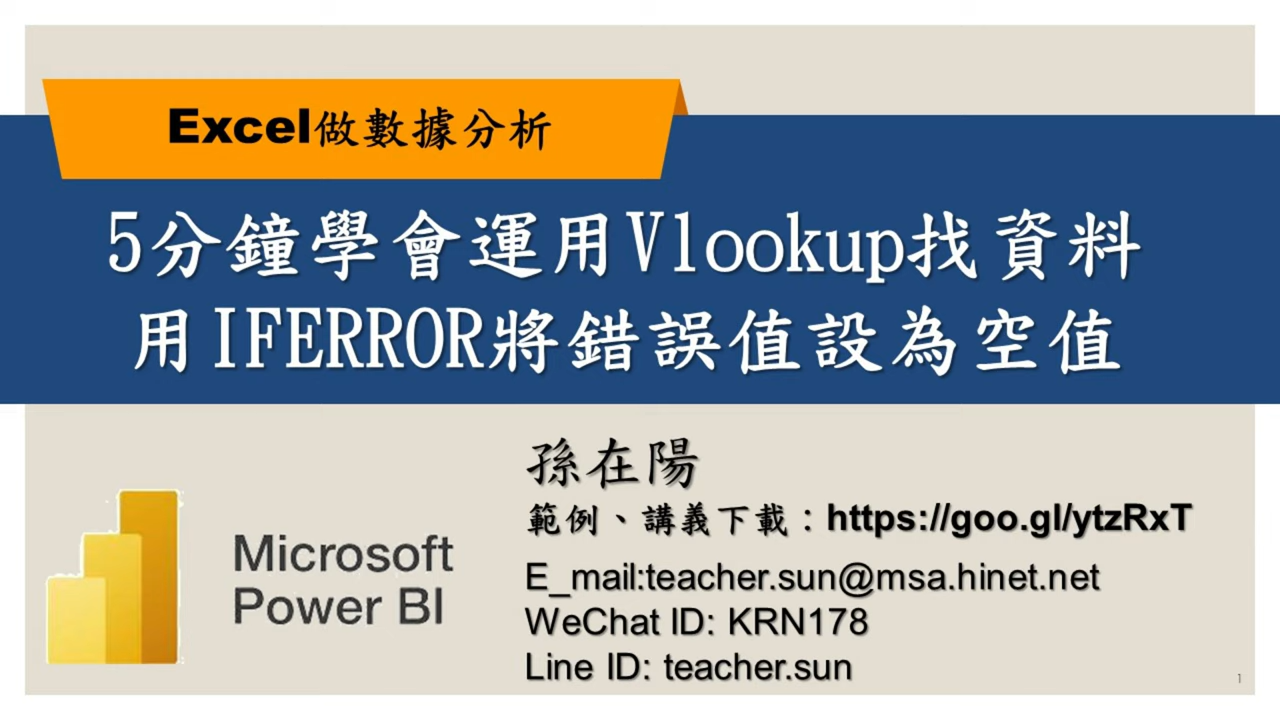 Excel做數據分析
5分鐘學會運用Vlookup找資料
用IFERROR將錯誤值設為空值
孫在陽
範例、講義下載：https://goo.gl/ytzRxT
Microsoft
Power BI
E_mail:teacher.sun@msa.hinet.net
WeChat ID: KRN178
Line ID: teacher.sun
1